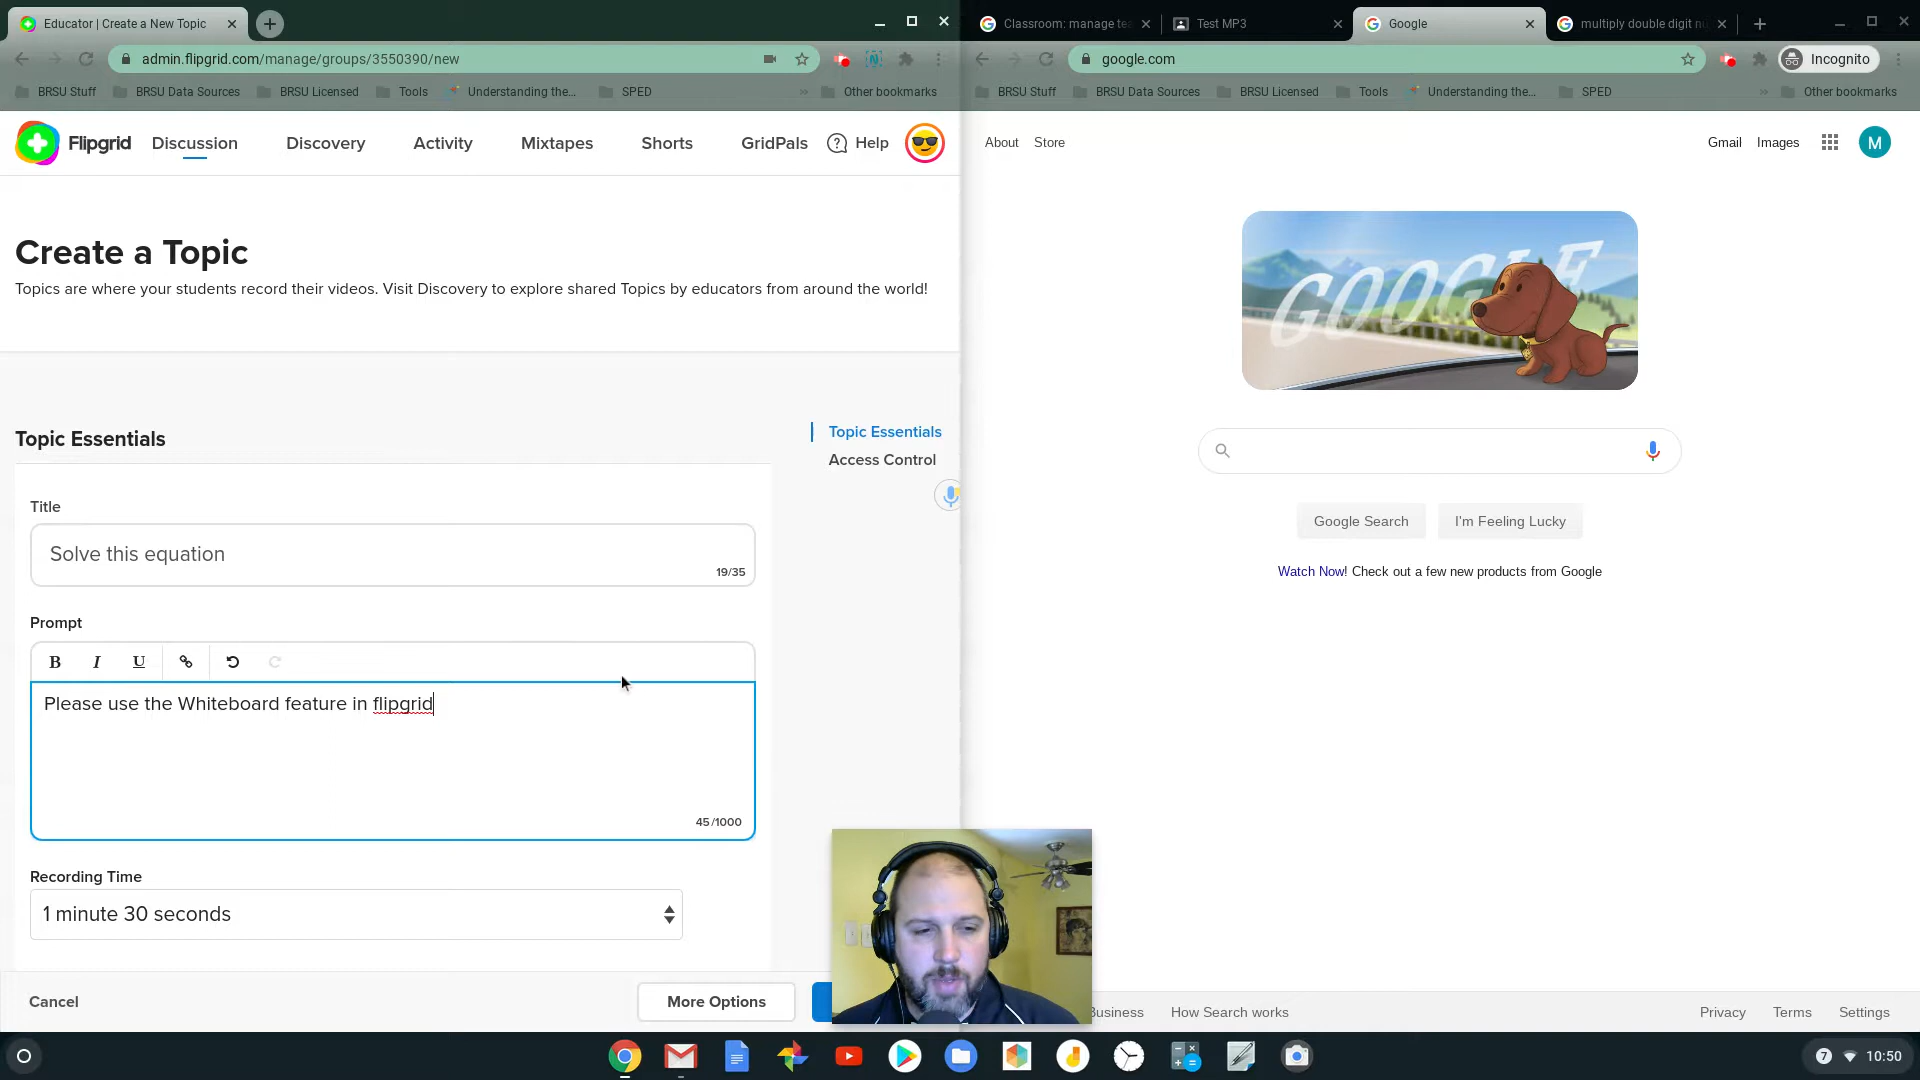 Educator | Create a New Topic
admin.flipgrid.com/manage/groups/3550390/new
BRSU Stuff BRSU Data Sources BRSU Licensed Tools Understanding the... SPED » Other bookmarks
Flipgrid Discussion Discovery Activity Mixtapes Shorts GridPals Help
Create a Topic
Topics are where your students record their videos. Visit Discovery to explore shared Topics by educators from around the world!
Topic Essentials
Topic Essentials
Access Control
Title
Solve this equation
19/35
Prompt
B I U
Please use the Whiteboard feature in flipgrid
45/1000
Recording Time
1 minute 30 seconds
Cancel More Options
Classroom: manage tea Test MP3 Google multiply double digit nu
google.com Incognito
BRSU Stuff BRSU Data Sources BRSU Licensed Tools Understanding the... SPED » Other bookmarks
About Store Gmail Images M
GOOGLE
Google Search I'm Feeling Lucky
Watch Now! Check out a few new products from Google
Business How Search works Privacy Terms Settings
7 10:50